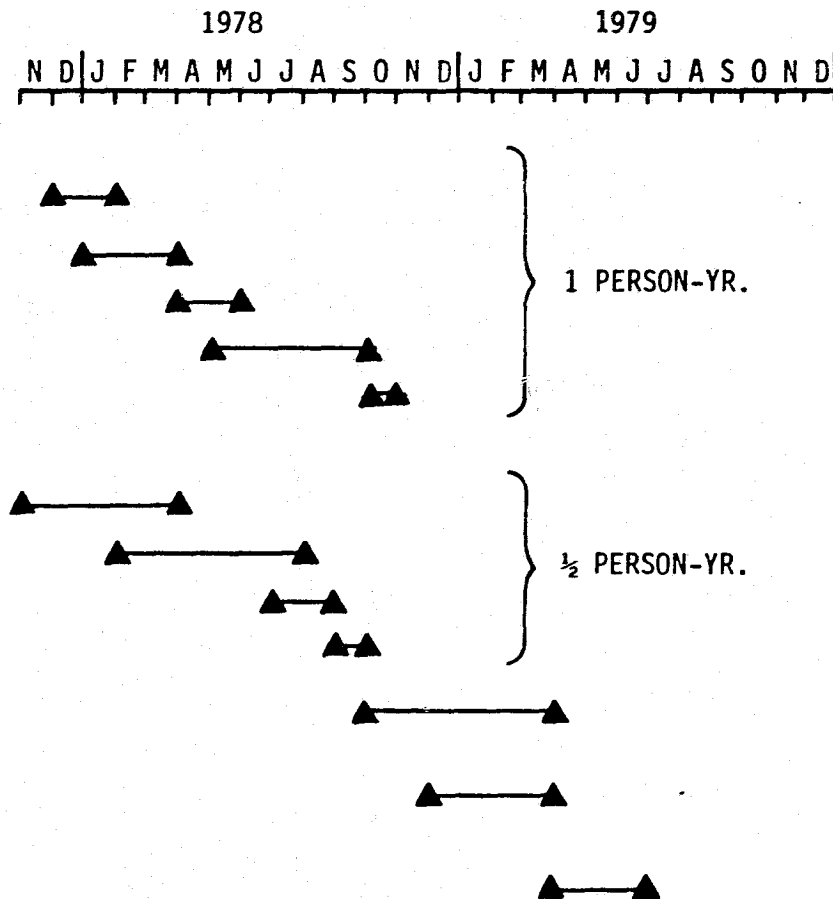 1978 1979
N D|J F M A M J J A S O N D|J F M A M J J A S O N D
1 PERSON-YR.
½ PERSON-YR.